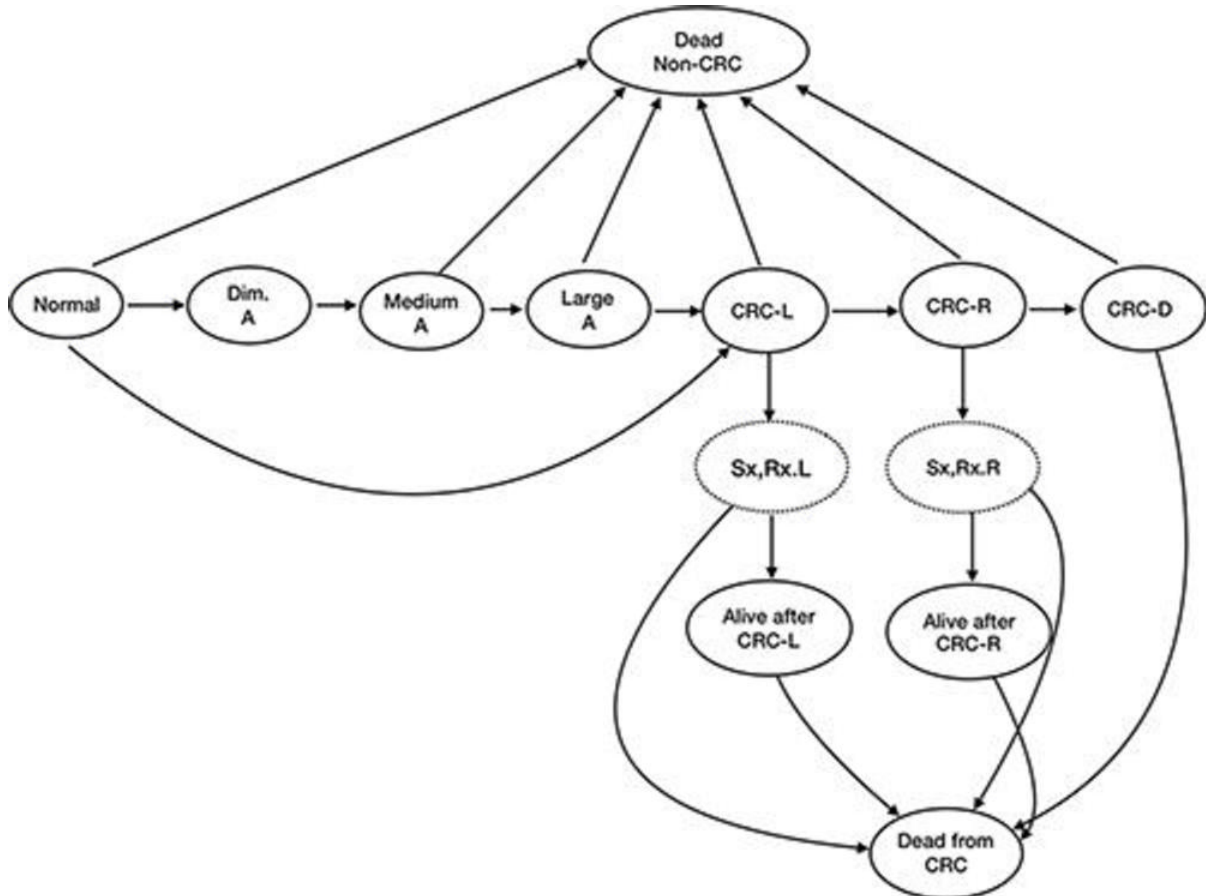 Dead
Non-CRC
Normal
Dim.
A
Medium
A
Large
A
CRC-L
CRC-R
CRC-D
Sx,Rx.L
Sx,Rx.R
Alive after
CRC-L
Alive after
CRC-R
Dead from
CRC